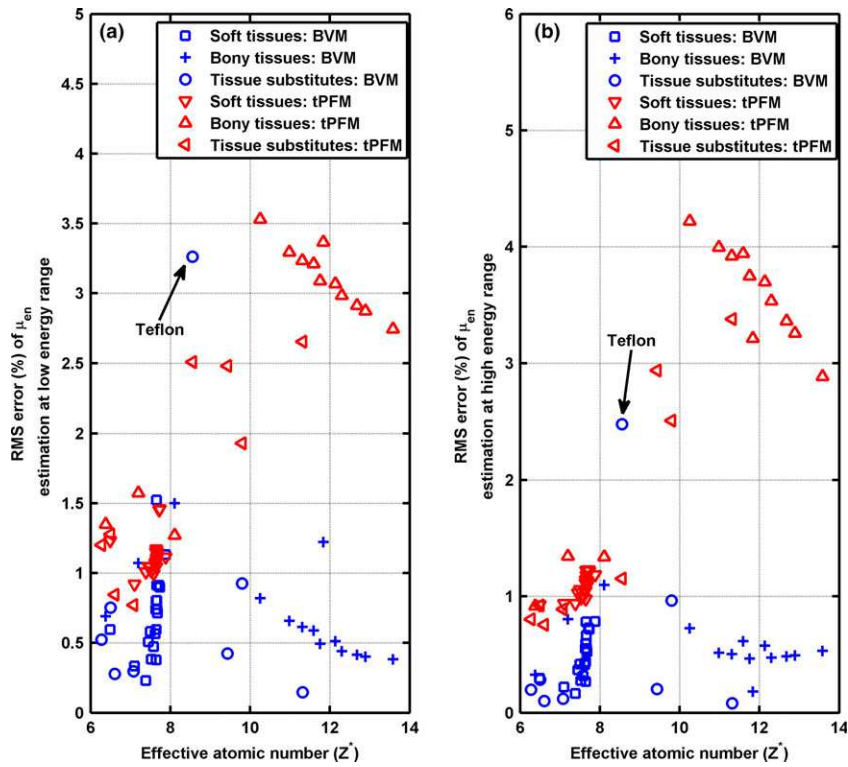 (a)
Soft tissues: BVM
Bony tissues: BVM
Tissue substitutes: BVM
Soft tissues: tPFM
Bony tissues: tPFM
Tissue substitutes: tPFM
Teflon
5
4.5
4
3.5
3
2.5
2
1.5
1
0.5
0
6
8
10
12
14
RMS error (%) of μen
estimation at low energy range
Effective atomic number (Z*)
(b)
Soft tissues: BVM
Bony tissues: BVM
Tissue substitutes: BVM
Soft tissues: tPFM
Bony tissues: tPFM
Tissue substitutes: tPFM
Teflon
6
5
4
3
2
1
0
6
8
10
12
14
RMS error (%) of μen
estimation at high energy range
Effective atomic number (Z*)